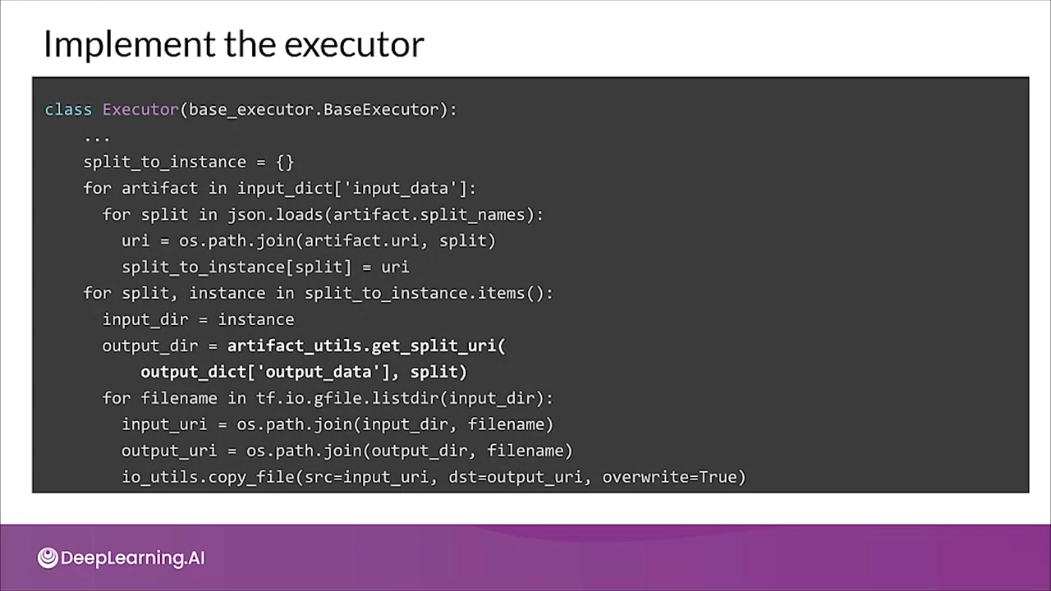 Implement the executor
class Executor(base_executor.BaseExecutor):
    ...
    split_to_instance = {}
    for artifact in input_dict['input_data']:
      for split in json.loads(artifact.split_names):
        uri = os.path.join(artifact.uri, split)
        split_to_instance[split] = uri
    for split, instance in split_to_instance.items():
      input_dir = instance
      output_dir = artifact_utils.get_split_uri(
          output_dict['output_data'], split)
      for filename in tf.io.gfile.listdir(input_dir):
        input_uri = os.path.join(input_dir, filename)
        output_uri = os.path.join(output_dir, filename)
        io_utils.copy_file(src=input_uri, dst=output_uri, overwrite=True)
DeepLearning.AI